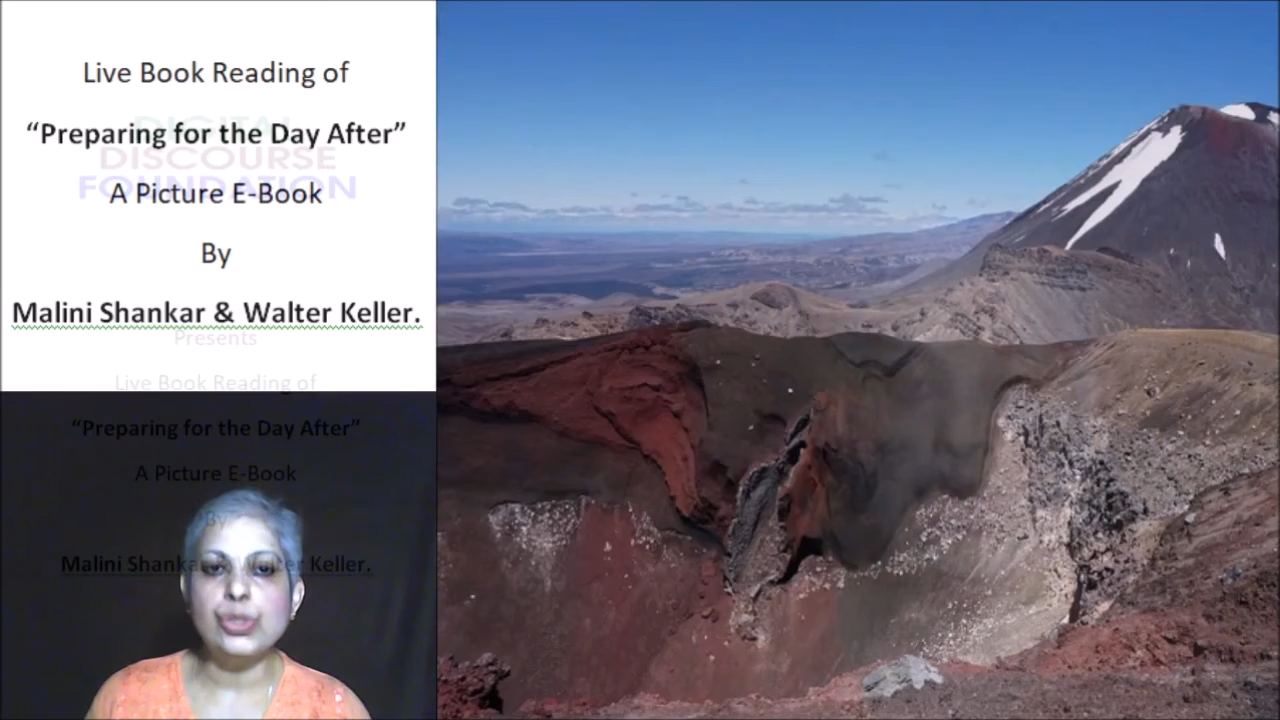 Live Book Reading of
“Preparing for the Day After”
DIGITAL
DISCOURSE
FOUNDATION
A Picture E-Book
By
Malini Shankar & Walter Keller.
Presents
Live Book Reading of
“Preparing for the Day After”
A Picture E-Book
By
Malini Shankar & Walter Keller.